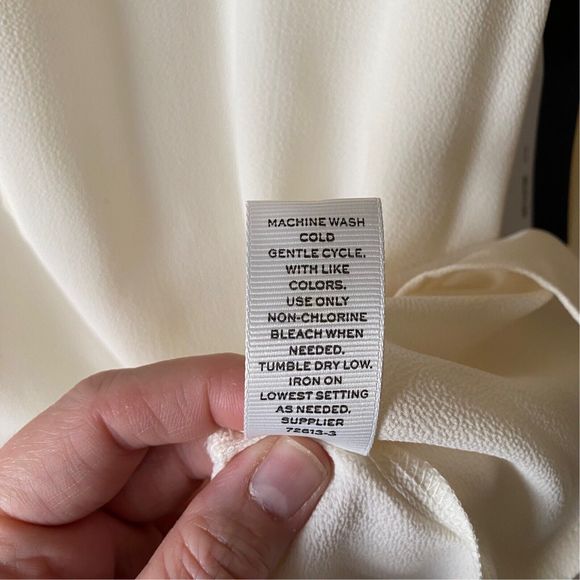 MACHINE WASH
COLD
GENTLE CYCLE,
WITH LIKE
COLORS.
USE ONLY
NON-CHLORINE
BLEACH WHEN
NEEDED.
TUMBLE DRY LOW.
IRON ON
LOWEST SETTING
AS NEEDED.
SUPPLIER
72613-3